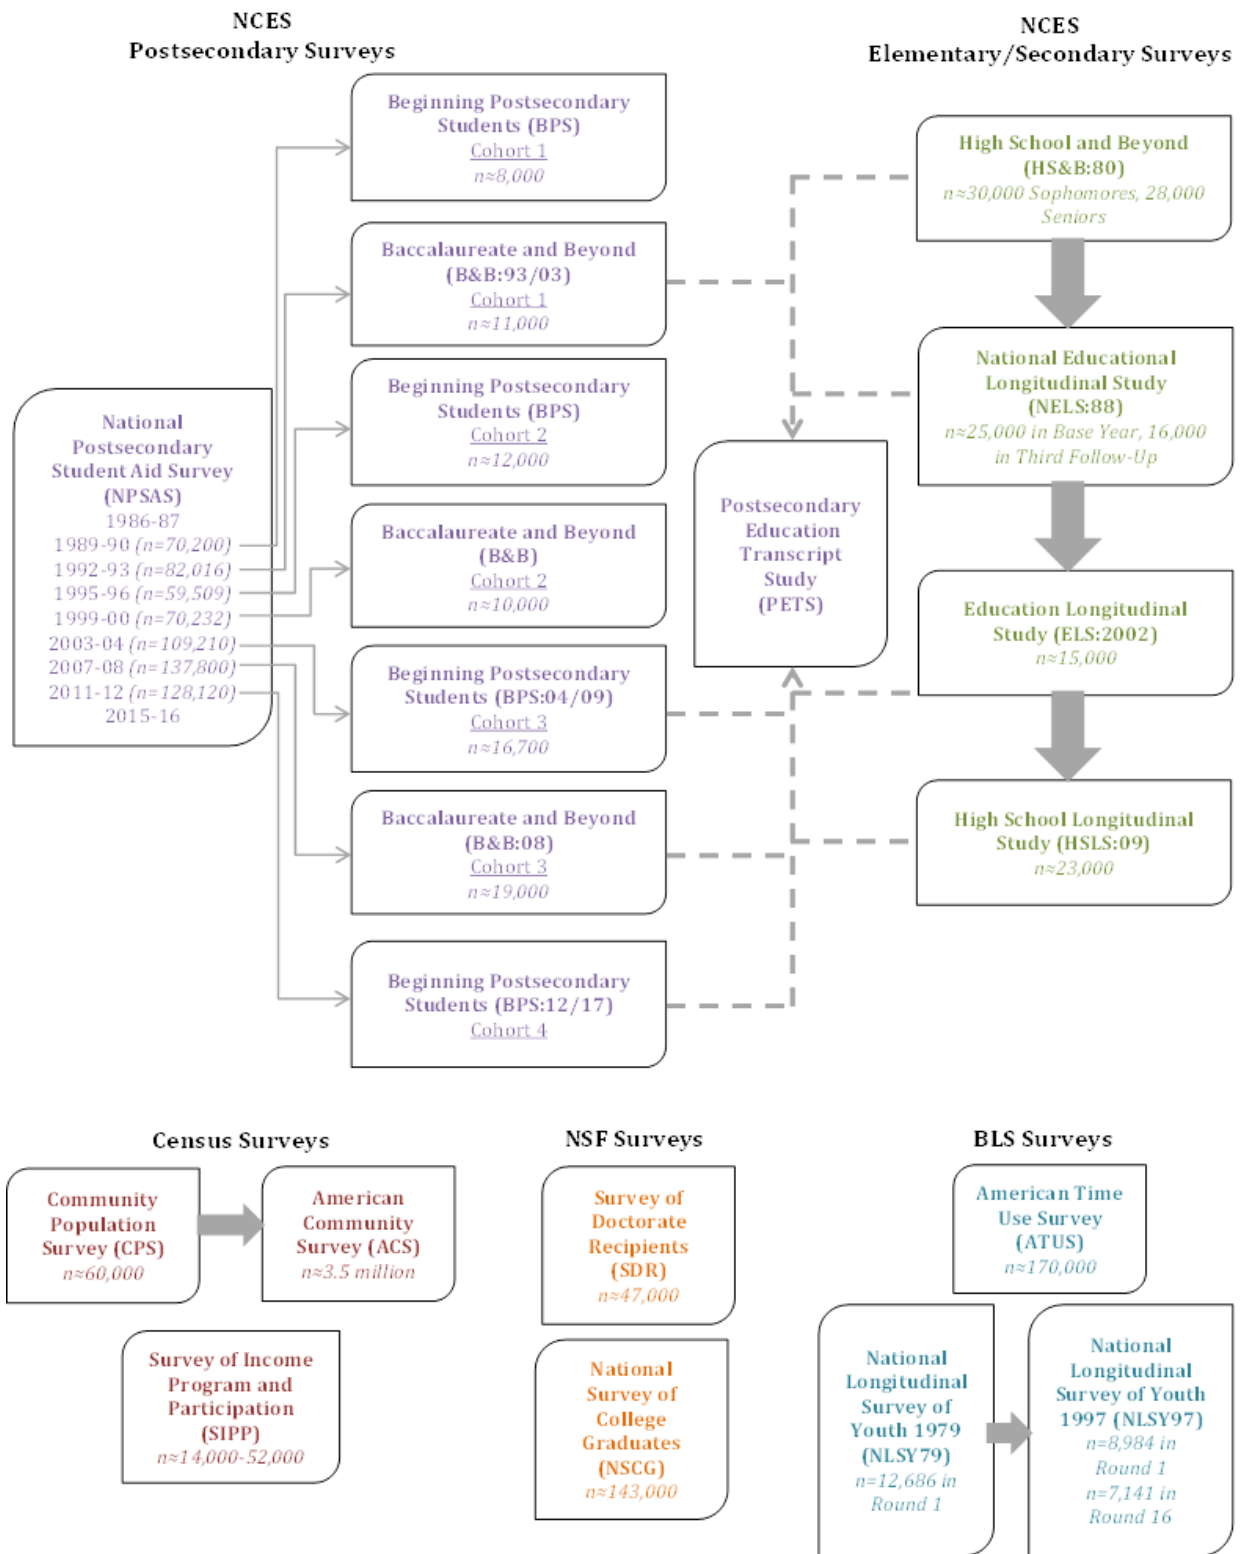 NCES
Postsecondary Surveys
NCES
Elementary/Secondary Surveys
Beginning Postsecondary
Students (BPS)
Cohort 1
n≈8,000
Baccalaureate and Beyond
(B&B:93/03)
Cohort 1
n≈11,000
Beginning Postsecondary
Students (BPS)
Cohort 2
n≈12,000
Baccalaureate and Beyond
(B&B)
Cohort 2
n≈10,000
Beginning Postsecondary
Students (BPS:04/09)
Cohort 3
n≈16,700
Baccalaureate and Beyond
(B&B:08)
Cohort 3
n≈19,000
Beginning Postsecondary
Students (BPS:12/17)
Cohort 4
National
Postsecondary
Student Aid Survey
(NPSAS)
1986-87
1989-90 (n=70,200)
1992-93 (n=82,016)
1995-96 (n=59,509)
1999-00 (n=70,232)
2003-04 (n=109,210)
2007-08 (n=137,800)
2011-12 (n=128,120)
2015-16
Postsecondary
Education
Transcript
Study
(PETS)
High School and Beyond
(HS&B:80)
n≈30,000 Sophomores, 28,000
Seniors
National Educational
Longitudinal Study
(NELS:88)
n≈25,000 in Base Year, 16,000
in Third Follow-Up
Education Longitudinal
Study (ELS:2002)
n≈15,000
High School Longitudinal
Study (HSLS:09)
n≈23,000
Census Surveys
Community
Population
Survey (CPS)
n≈60,000
American
Community
Survey (ACS)
n≈3.5 million
Survey of Income
Program and
Participation
(SIPP)
n≈14,000-52,000
NSF Surveys
Survey of
Doctorate
Recipients
(SDR)
n≈47,000
National
Survey of
College
Graduates
(NSCG)
n≈143,000
BLS Surveys
American Time
Use Survey
(ATUS)
n≈170,000
National
Longitudinal
Survey of
Youth 1979
(NLSY79)
n=12,686 in
Round 1
National
Longitudinal
Survey of Youth
1997 (NLSY97)
n=8,984 in
Round 1
n=7,141 in
Round 16